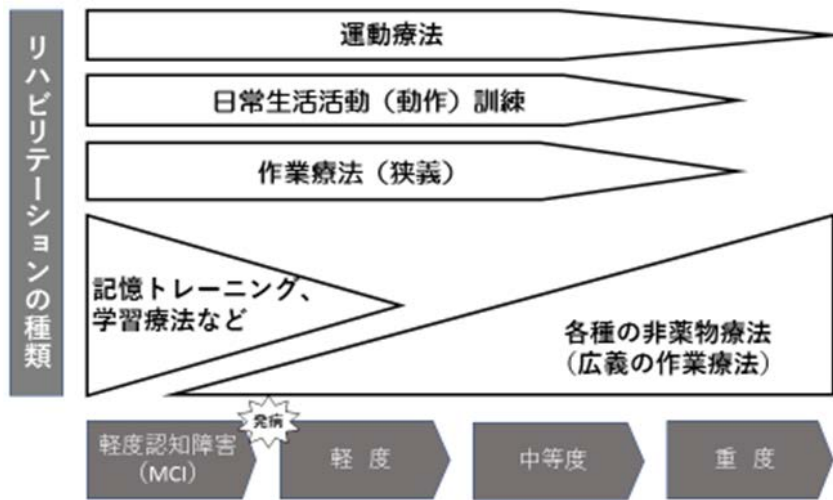 リハビリテーションの種類
運動療法
日常生活活動（動作）訓練
作業療法（狭義）
記憶トレーニング、
学習療法など
各種の非薬物療法
（広義の作業療法）
発病
軽度認知障害
（MCI）
軽 度
中等度
重 度